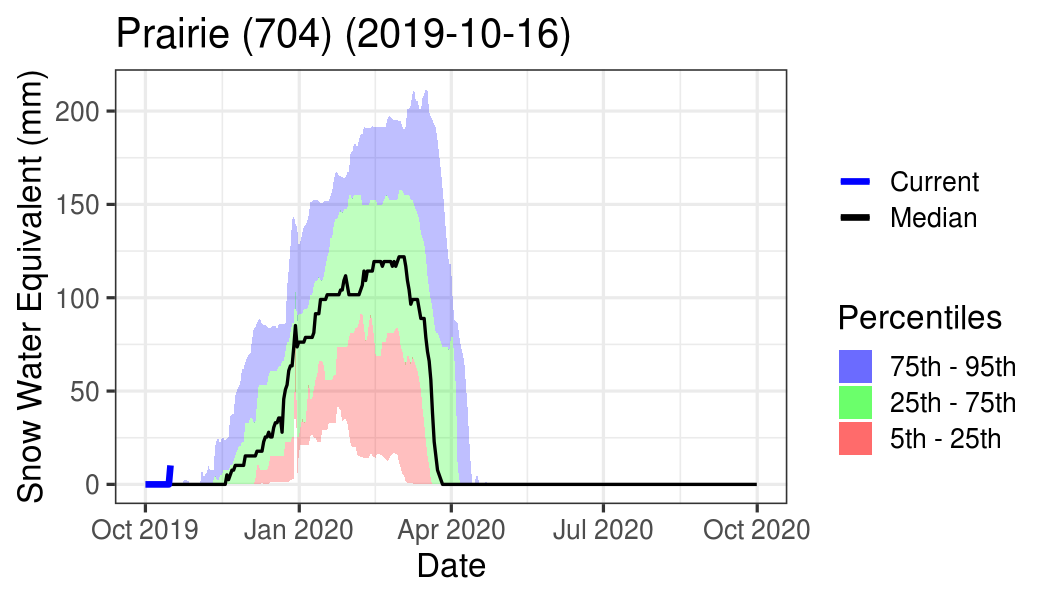 Prairie (704) (2019-10-16)
Snow Water Equivalent (mm)
200
150
100
50
0
Oct 2019 Jan 2020 Apr 2020 Jul 2020 Oct 2020
Date
Current
Median
Percentiles
75th - 95th
25th - 75th
5th - 25th